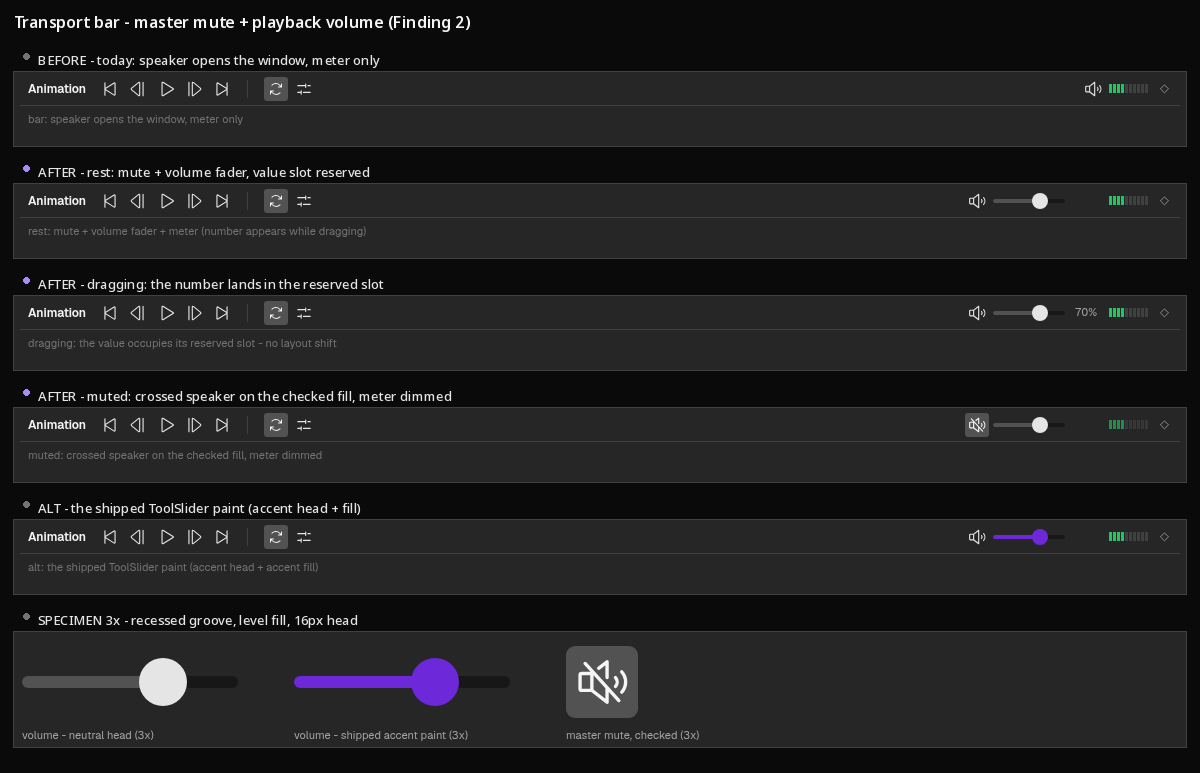 Transport bar - master mute + playback volume (Finding 2)
BEFORE - today: speaker opens the window, meter only
Animation
bar: speaker opens the window, meter only
AFTER - rest: mute + volume fader, value slot reserved
Animation
rest: mute + volume fader + meter (number appears while dragging)
AFTER - dragging: the number lands in the reserved slot
Animation 70%
dragging: the value occupies its reserved slot - no layout shift
AFTER - muted: crossed speaker on the checked fill, meter dimmed
Animation
muted: crossed speaker on the checked fill, meter dimmed
ALT - the shipped ToolSlider paint (accent head + fill)
Animation
alt: the shipped ToolSlider paint (accent head + accent fill)
SPECIMEN 3x - recessed groove, level fill, 16px head
volume - neutral head (3x) volume - shipped accent paint (3x) master mute, checked (3x)